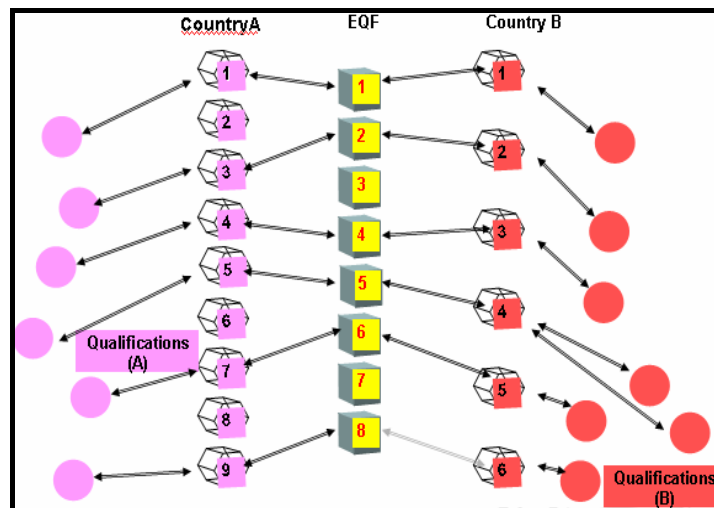 CountryA EQF Country B
1 1 1
2 2 2
3 3 3
4 4
5 5 4
6 6
Qualifications
(A)
7 7 5
8 8
9 6
Qualifications
(B)